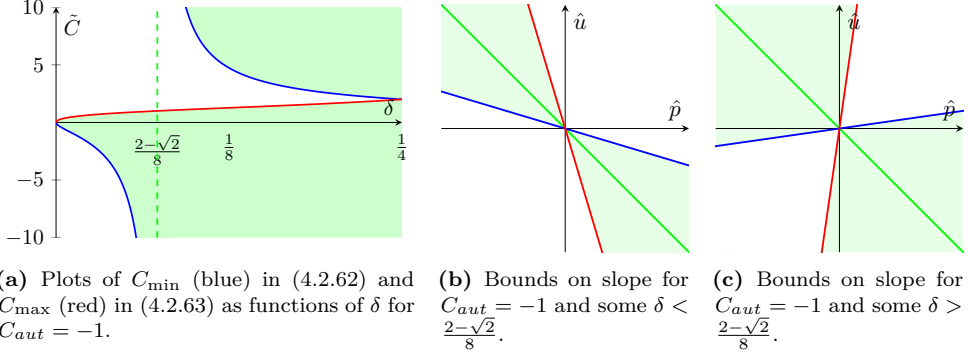 10
5
−5
−10
C̃
δ
(2−√2)/8
1/8
1/4
û
p̂
û
p̂
(a) Plots of C_min (blue) in (4.2.62) and
C_max (red) in (4.2.63) as functions of δ for
C_aut = −1.
(b) Bounds on slope for
C_aut = −1 and some δ <
(2−√2)/8.
(c) Bounds on slope for
C_aut = −1 and some δ >
(2−√2)/8.